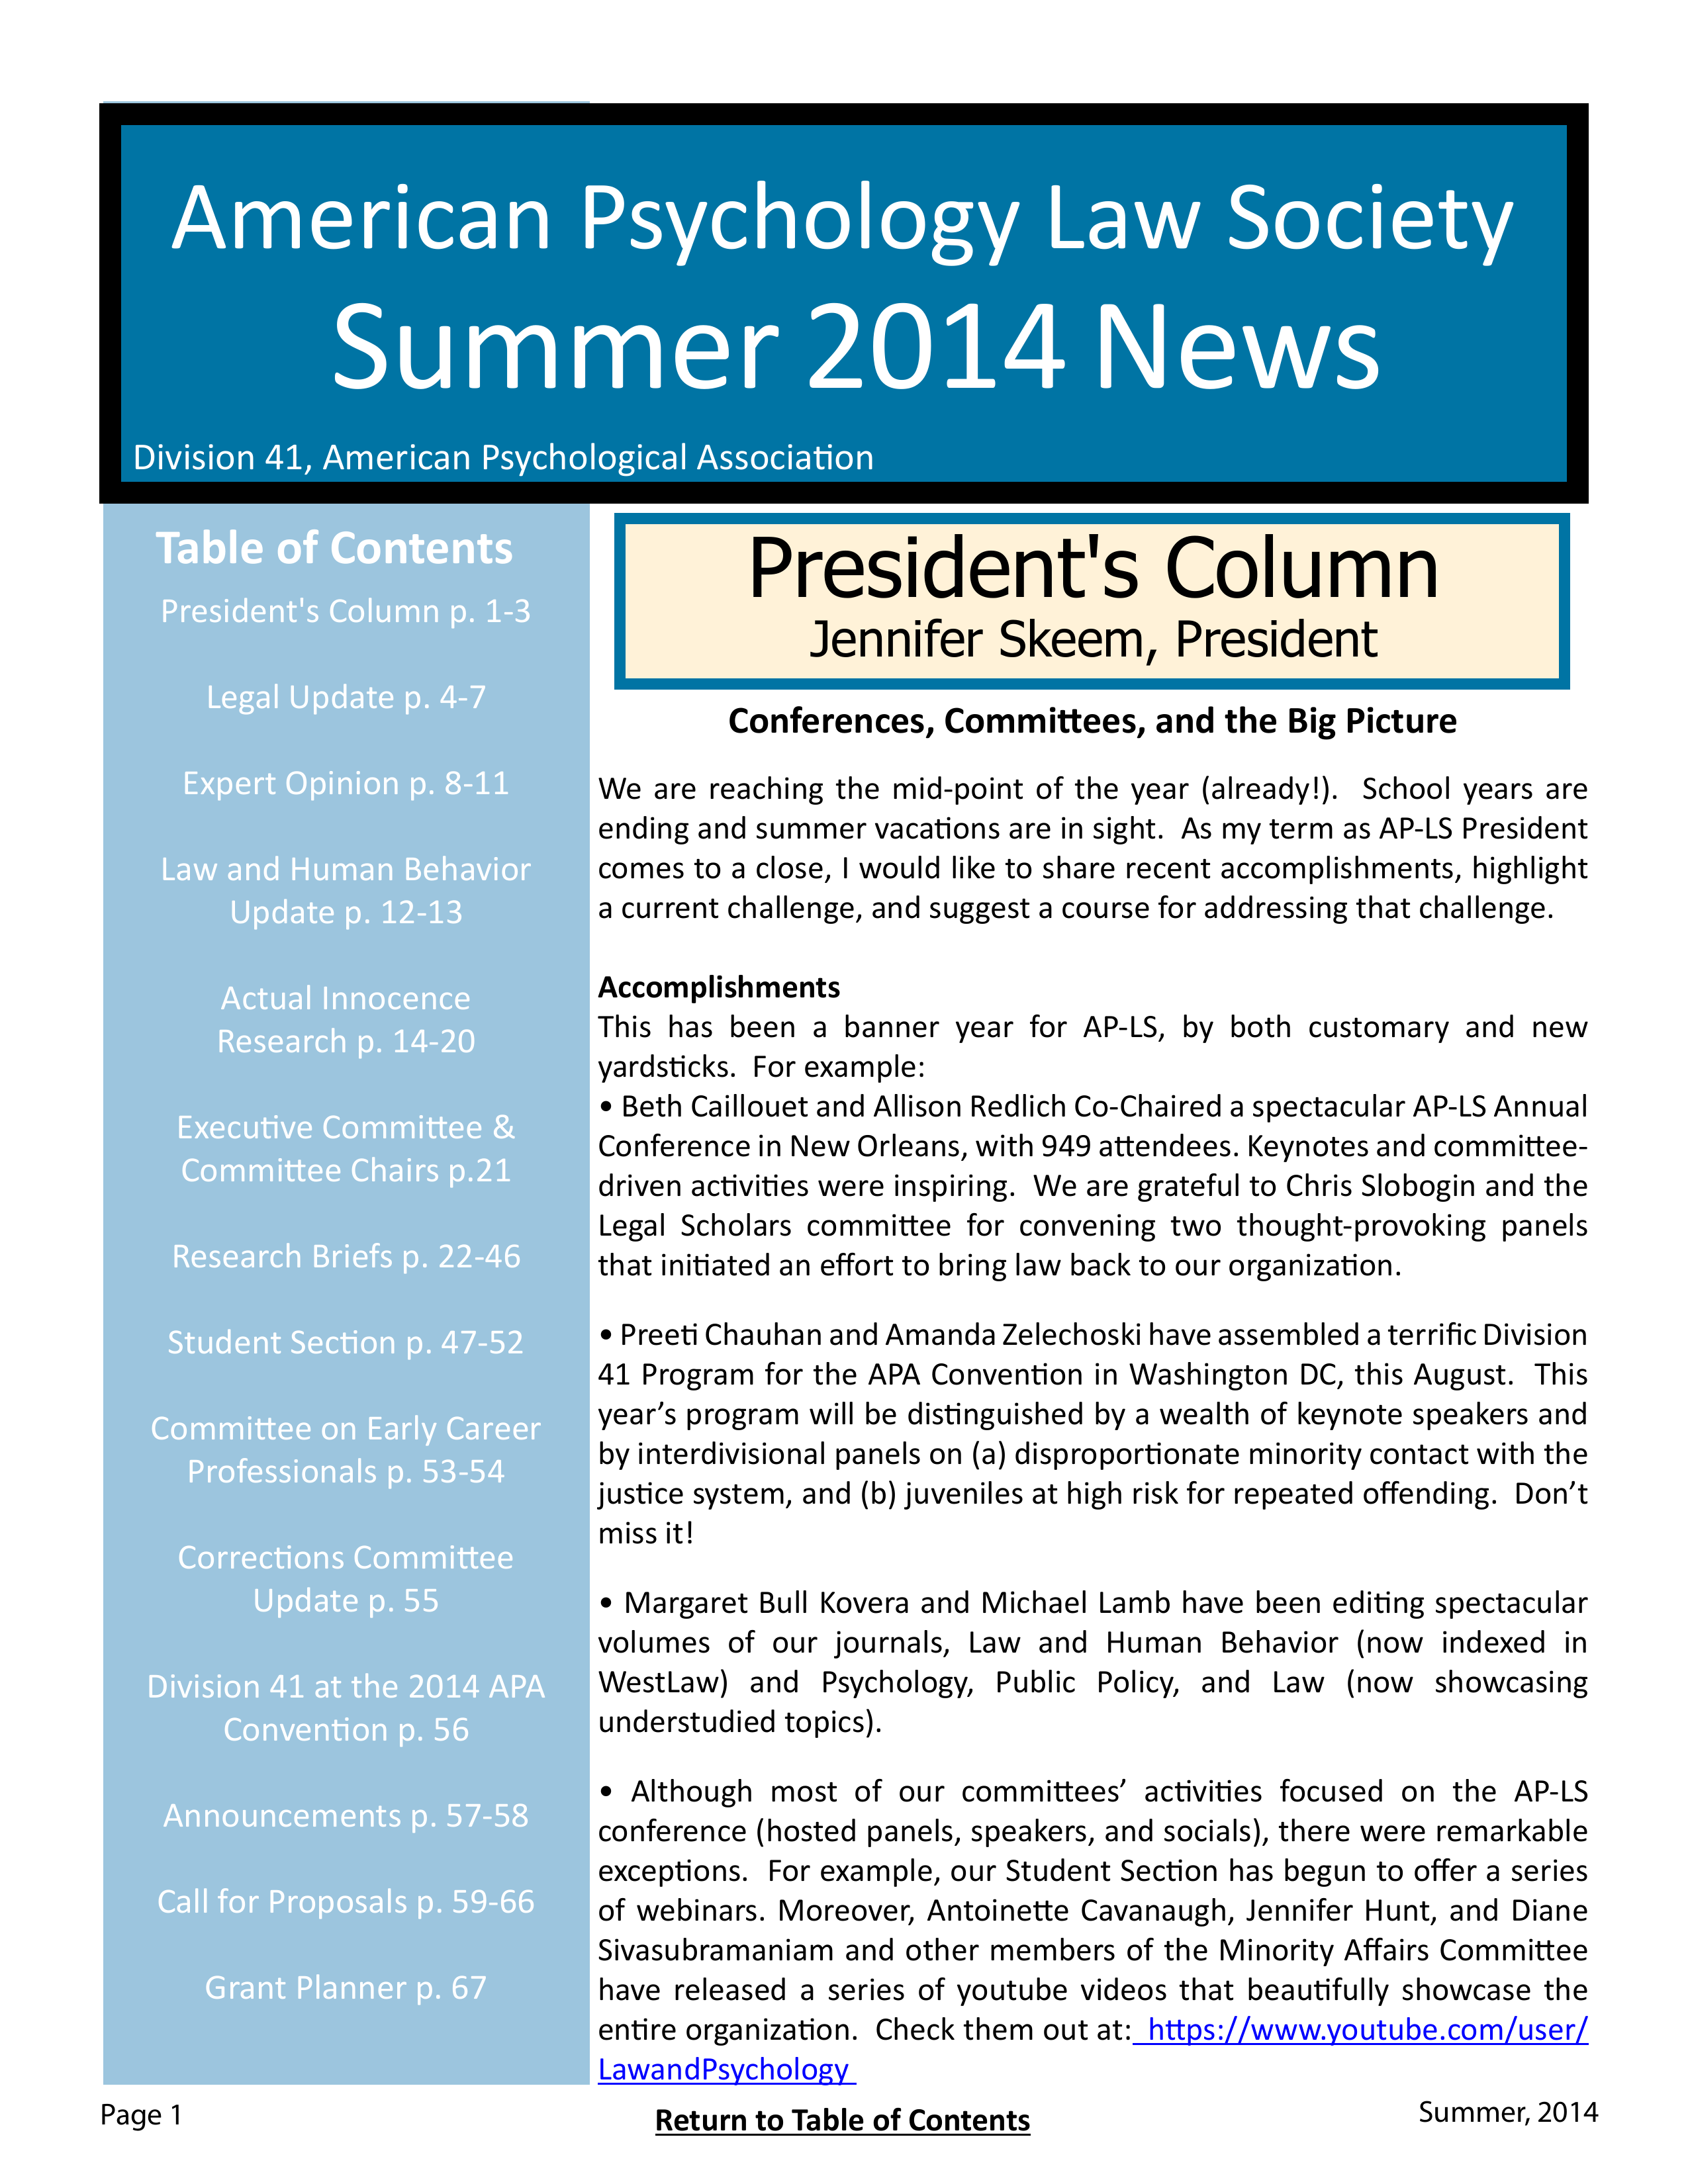 American Psychology Law Society
Summer 2014 News
Division 41, American Psychological Association
Table of Contents
President's Column p. 1-3
Legal Update p. 4-7
Expert Opinion p. 8-11
Law and Human Behavior
Update p. 12-13
Actual Innocence
Research p. 14-20
Executive Committee &
Committee Chairs p.21
Research Briefs p. 22-46
Student Section p. 47-52
Committee on Early Career
Professionals p. 53-54
Corrections Committee
Update p. 55
Division 41 at the 2014 APA
Convention p. 56
Announcements p. 57-58
Call for Proposals p. 59-66
Grant Planner p. 67
President's Column
Jennifer Skeem, President
Conferences, Committees, and the Big Picture
We are reaching the mid-point of the year (already!).  School years are
ending and summer vacations are in sight.  As my term as AP-LS President
comes to a close, I would like to share recent accomplishments, highlight
a current challenge, and suggest a course for addressing that challenge.
Accomplishments
This has been a banner year for AP-LS, by both customary and new
yardsticks.  For example:
• Beth Caillouet and Allison Redlich Co-Chaired a spectacular AP-LS Annual
Conference in New Orleans, with 949 attendees. Keynotes and committee-
driven activities were inspiring.  We are grateful to Chris Slobogin and the
Legal Scholars committee for convening two thought-provoking panels
that initiated an effort to bring law back to our organization.
• Preeti Chauhan and Amanda Zelechoski have assembled a terrific Division
41 Program for the APA Convention in Washington DC, this August.  This
year’s program will be distinguished by a wealth of keynote speakers and
by interdivisional panels on (a) disproportionate minority contact with the
justice system, and (b) juveniles at high risk for repeated offending.  Don’t
miss it!
• Margaret Bull Kovera and Michael Lamb have been editing spectacular
volumes of our journals, Law and Human Behavior (now indexed in
WestLaw) and Psychology, Public Policy, and Law (now showcasing
understudied topics).
• Although most of our committees’ activities focused on the AP-LS
conference (hosted panels, speakers, and socials), there were remarkable
exceptions.  For example, our Student Section has begun to offer a series
of webinars. Moreover, Antoinette Cavanaugh, Jennifer Hunt, and Diane
Sivasubramaniam and other members of the Minority Affairs Committee
have released a series of youtube videos that beautifully showcase the
entire organization.  Check them out at:  https://www.youtube.com/user/
LawandPsychology
Page 1
Return to Table of Contents
Summer, 2014